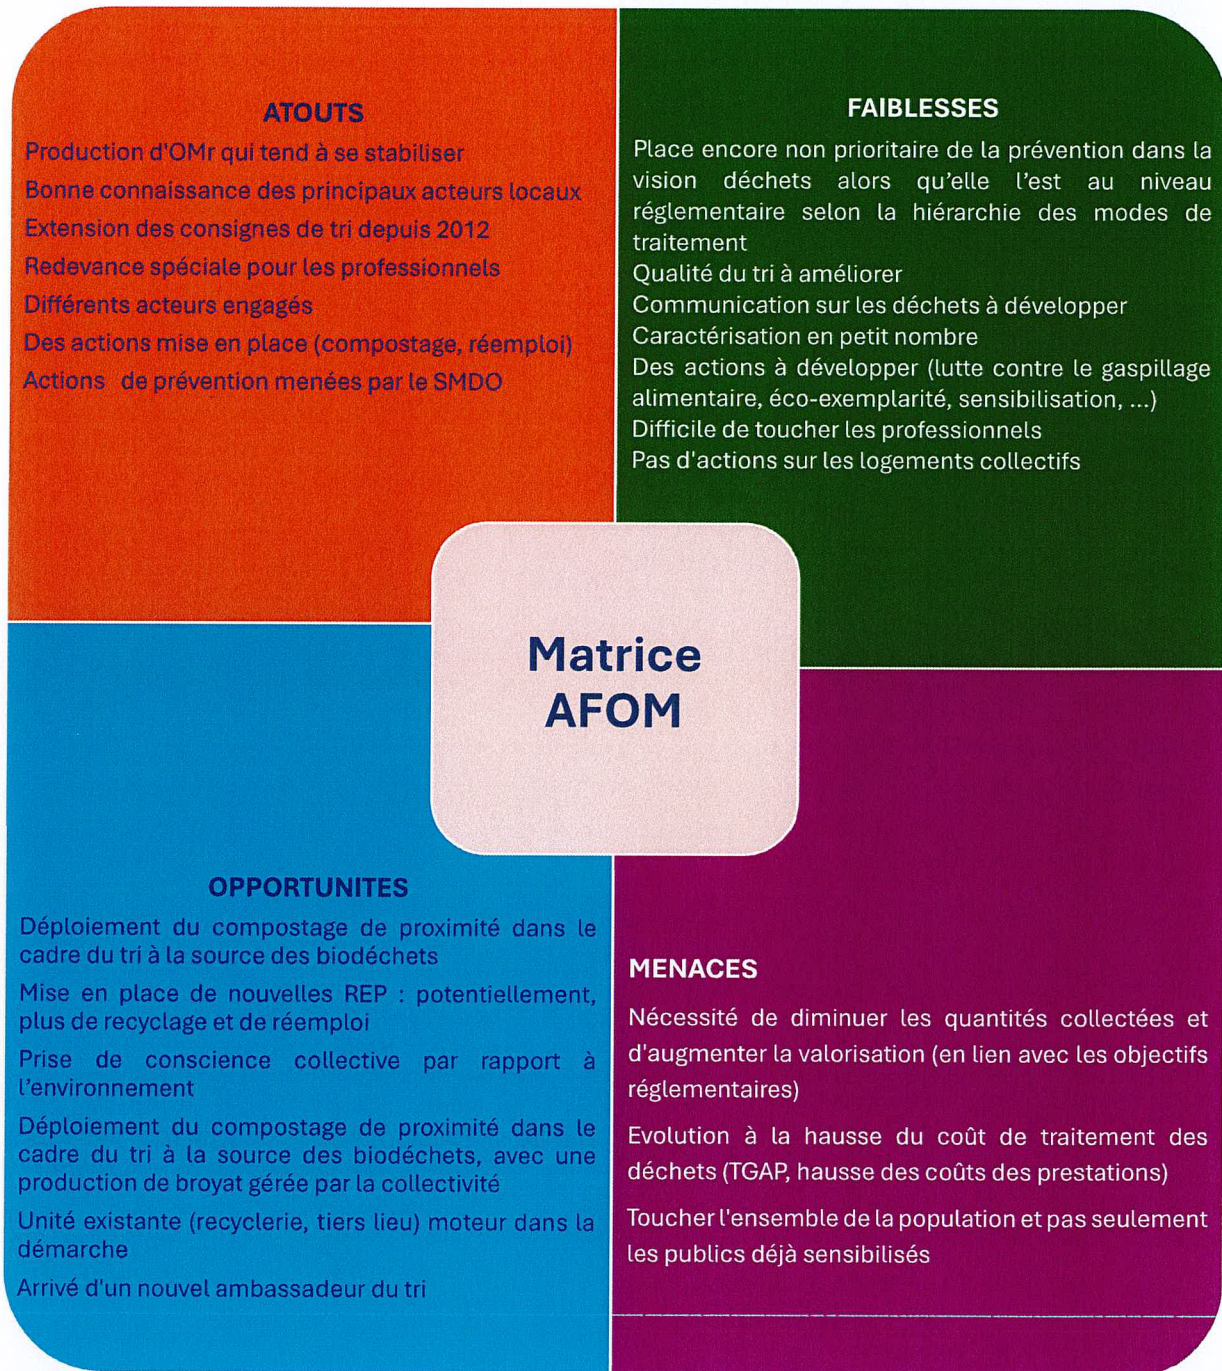 ATOUTS
Production d'OMr qui tend à se stabiliser
Bonne connaissance des principaux acteurs locaux
Extension des consignes de tri depuis 2012
Redevance spéciale pour les professionnels
Différents acteurs engagés
Des actions mise en place (compostage, réemploi)
Actions de prévention menées par le SMDO
FAIBLESSES
Place encore non prioritaire de la prévention dans la
vision déchets alors qu'elle l'est au niveau
réglementaire selon la hiérarchie des modes de
traitement
Qualité du tri à améliorer
Communication sur les déchets à développer
Caractérisation en petit nombre
Des actions à développer (lutte contre le gaspillage
alimentaire, éco-exemplarité, sensibilisation, ...)
Difficile de toucher les professionnels
Pas d'actions sur les logements collectifs
Matrice
AFOM
OPPORTUNITES
Déploiement du compostage de proximité dans le
cadre du tri à la source des biodéchets
Mise en place de nouvelles REP : potentiellement,
plus de recyclage et de réemploi
Prise de conscience collective par rapport à
l'environnement
Déploiement du compostage de proximité dans le
cadre du tri à la source des biodéchets, avec une
production de broyat gérée par la collectivité
Unité existante (recyclerie, tiers lieu) moteur dans la
démarche
Arrivé d'un nouvel ambassadeur du tri
MENACES
Nécessité de diminuer les quantités collectées et
d'augmenter la valorisation (en lien avec les objectifs
réglementaires)
Evolution à la hausse du coût de traitement des
déchets (TGAP, hausse des coûts des prestations)
Toucher l'ensemble de la population et pas seulement
les publics déjà sensibilisés